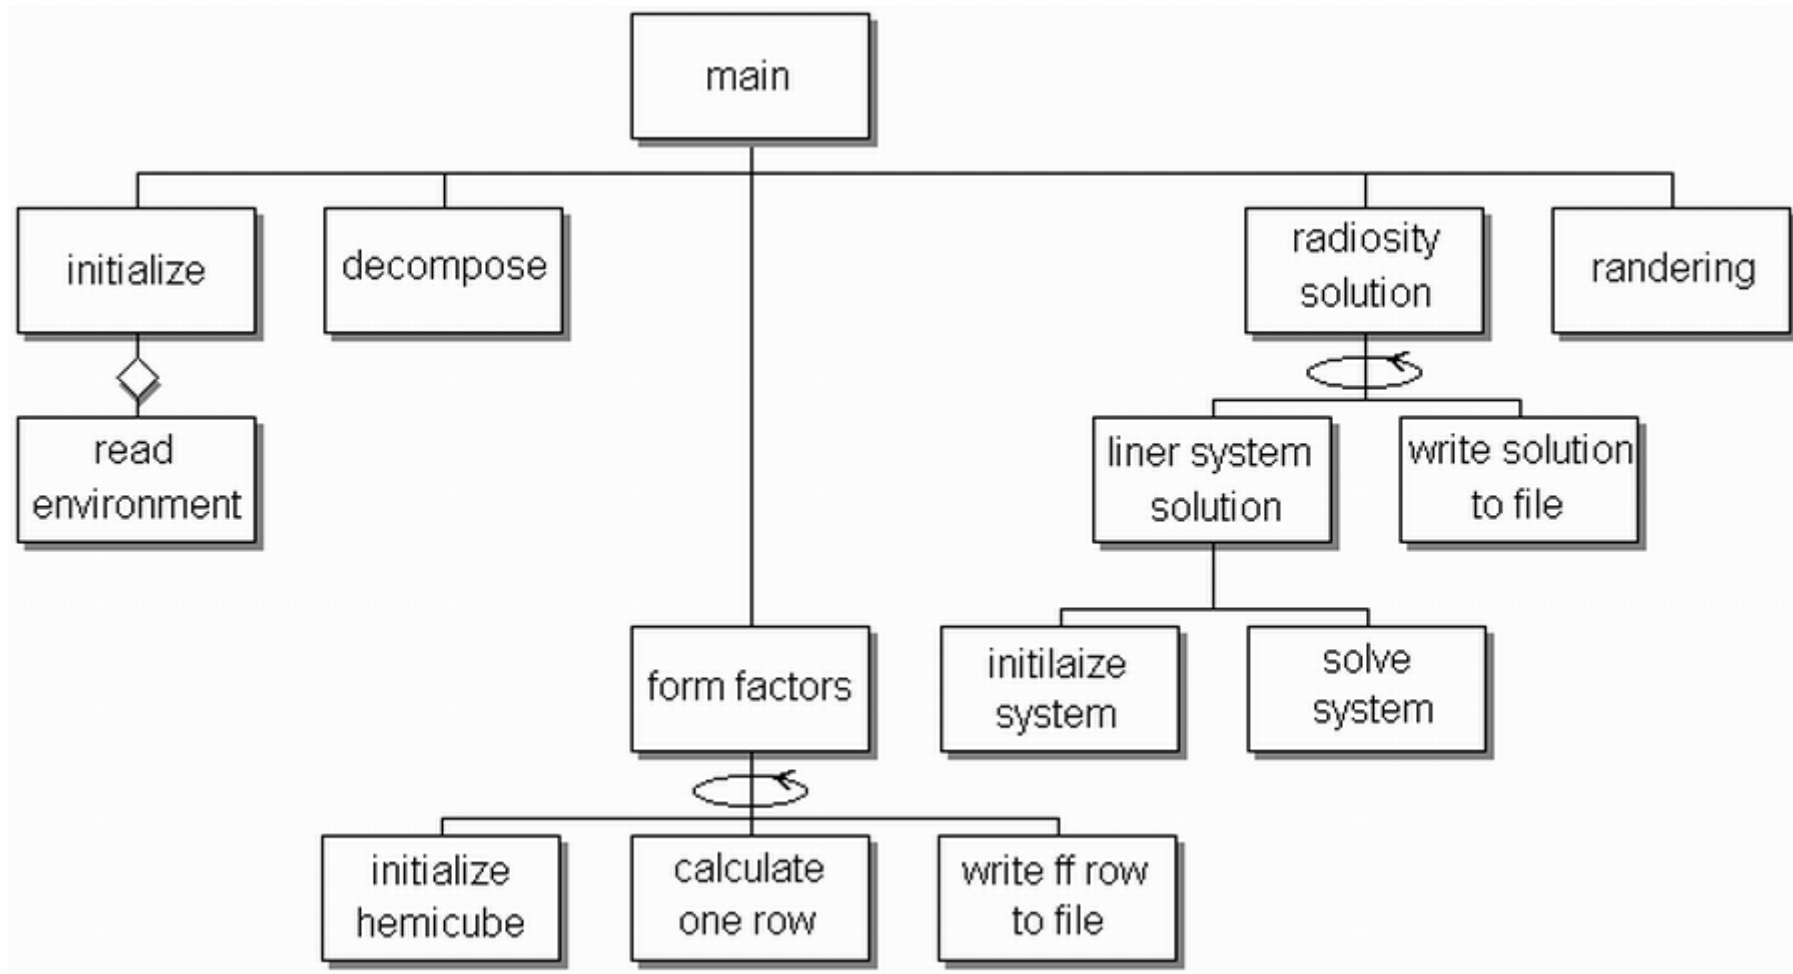 main
initialize
decompose
radiosity
solution
randering
read
environment
liner system
solution
write solution
to file
form factors
initilaize
system
solve
system
initialize
hemicube
calculate
one row
write ff row
to file